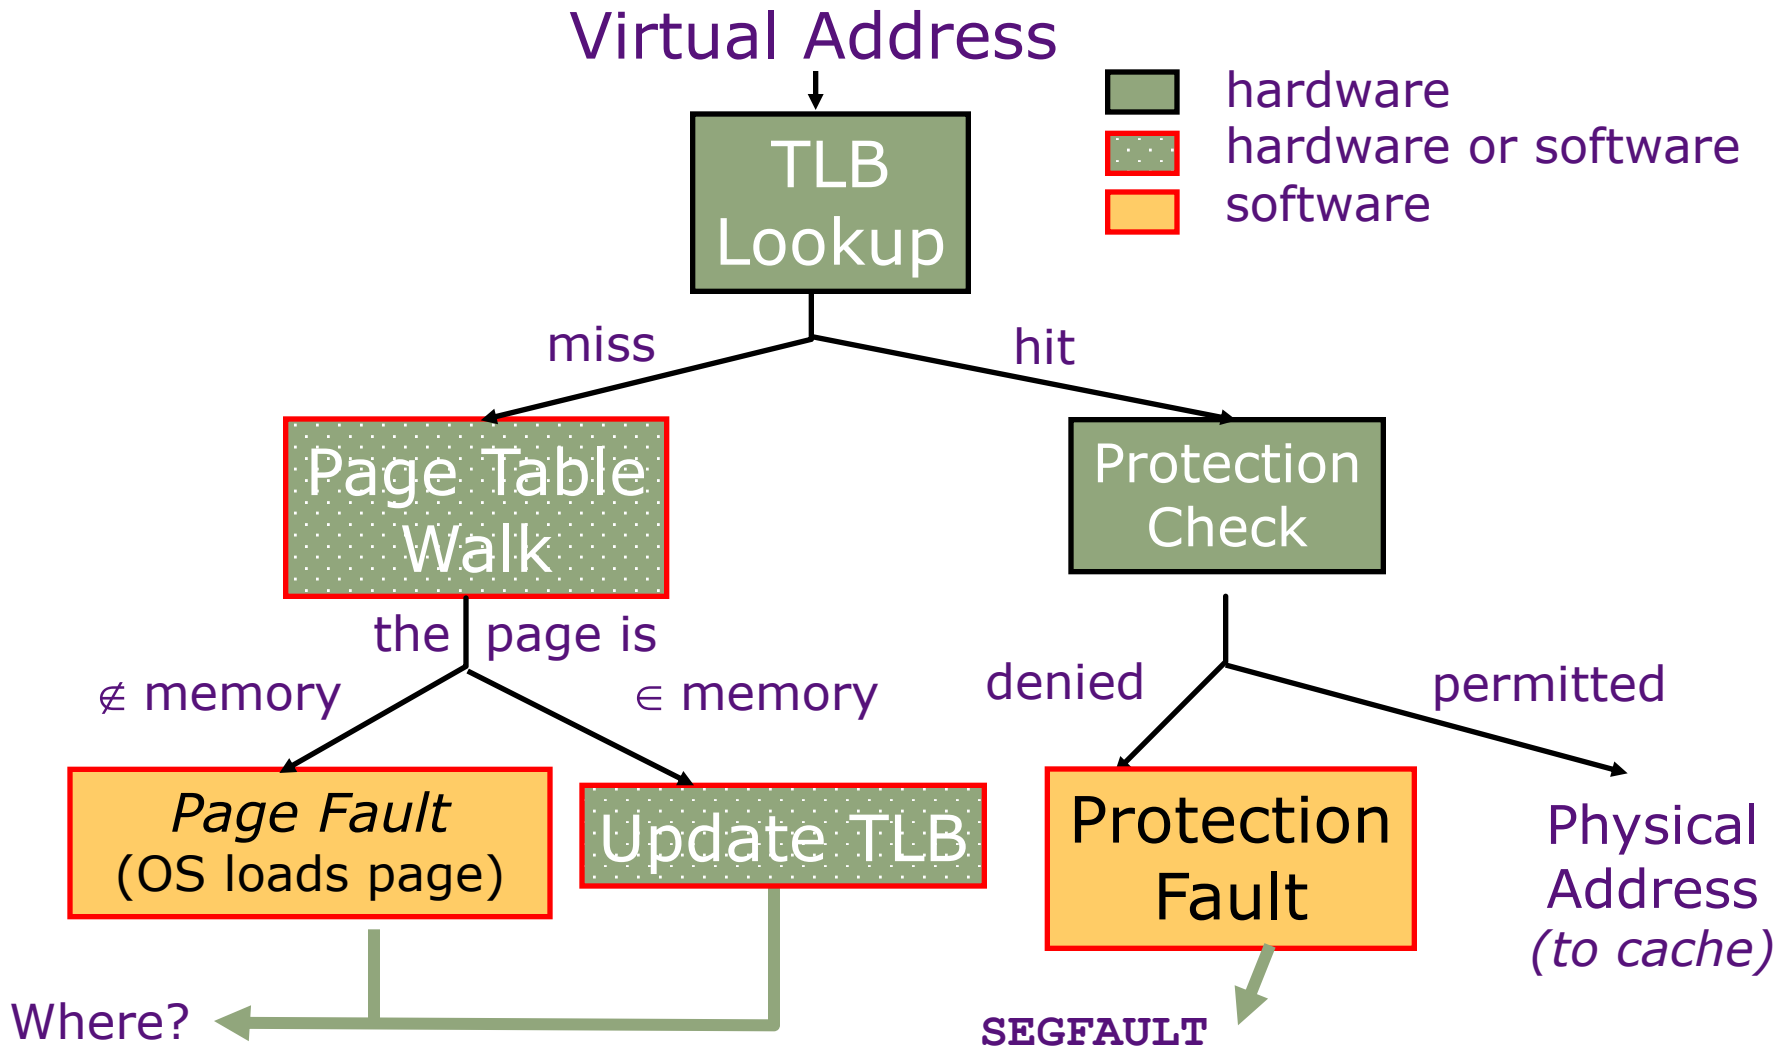 Virtual Address
hardware
hardware or software
software
TLB
Lookup
miss
hit
Page Table
Walk
Protection
Check
the page is
∉ memory
∈ memory
denied
permitted
Page Fault
(OS loads page)
Update TLB
Protection
Fault
Physical
Address
(to cache)
Where?
SEGFAULT